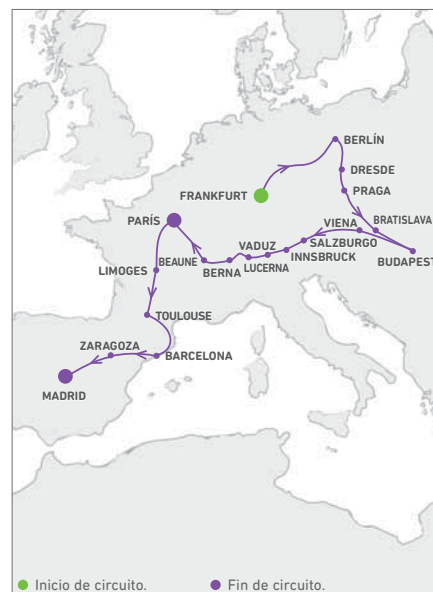 BERLÍN
DRESDE
FRANKFURT
PRAGA
PARÍS
VIENA
BRATISLAVA
SALZBURGO
VADUZ
INNSBRUCK
BUDAPEST
LIMOGES
BEAUNE
BERNA
LUCERNA
TOULOUSE
ZARAGOZA
BARCELONA
MADRID
Inicio de circuito.
Fin de circuito.